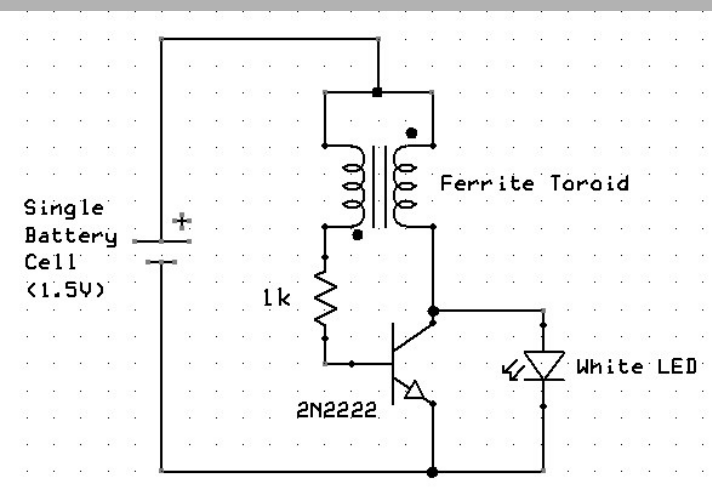 Ferrite Toroid
Single
Battery
Cell
(1.5V)
+
1k
White LED
2N2222